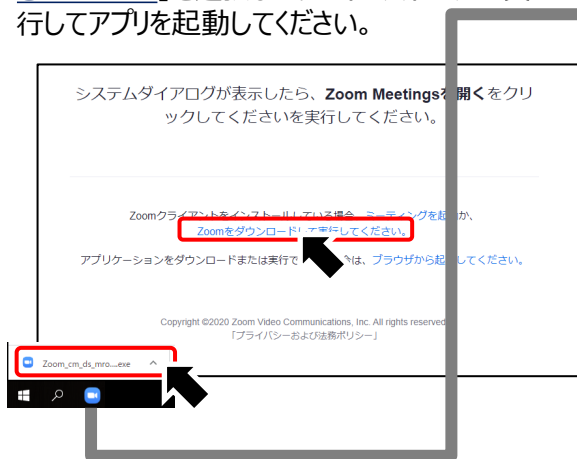 行してアプリを起動してください。
システムダイアログが表示したら、Zoom Meetingsを開くをクリ
ックしてくださいを実行してください。
Zoomクライアントをインストールしている場合、ミーティングを起 か、
Zoomをダウンロードして実行してください。
アプリケーションをダウンロードまたは実行で は、ブラウザから起 してください。
Copyright ©2020 Zoom Video Communications, Inc. All rights reserved
「プライバシーおよび法務ポリシー」
Zoom_cm_ds_mro....exe